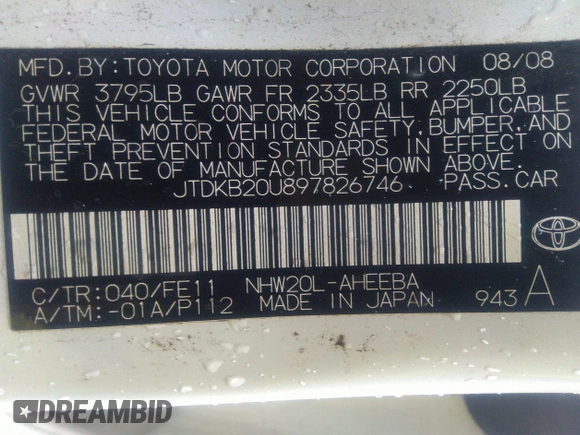 MFD. BY: TOYOTA MOTOR CORPORATION 08/08
GVWR 3795LB GAWR FR 2335LB RR 2250LB
THIS VEHICLE CONFORMS TO ALL APPLICABLE
FEDERAL MOTOR VEHICLE SAFETY, BUMPER, AND
THEFT PREVENTION STANDARDS IN EFFECT ON
THE DATE OF MANUFACTURE SHOWN ABOVE.
JTDKB20U897826746 PASS. CAR
C/TR: 040/FE11 NHW20L-AHEEBA
A/TM: -01A/P112 MADE IN JAPAN 943 A
DREAMBID